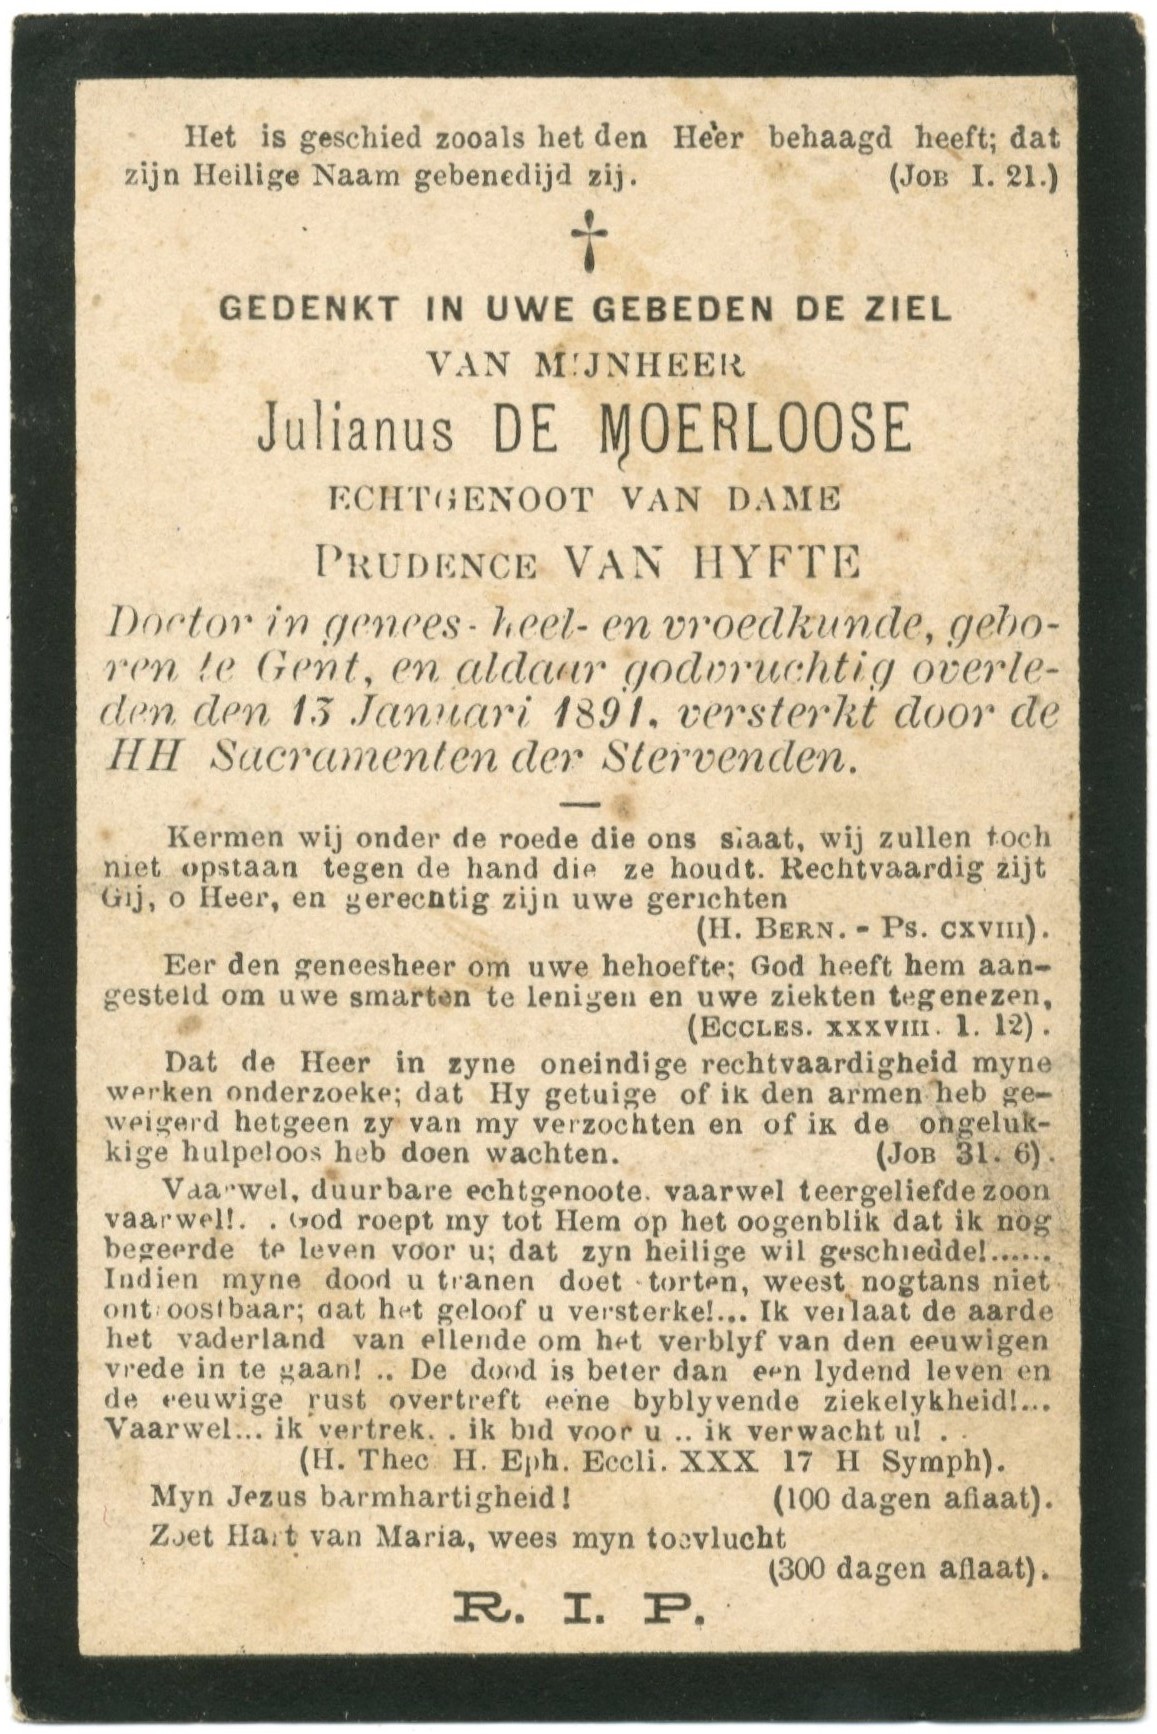 Het is geschied zooals het den Heer behaagd heeft; dat
zijn Heilige Naam gebenedijd zij. (JOB I. 21.)
GEDENKT IN UWE GEBEDEN DE ZIEL
VAN MIJNHEER
Julianus DE MOERLOOSE
ECHTGENOOT VAN DAME
PRUDENCE VAN HYFTE
Doctor in genees- heel- en vroedkunde, gebo-
ren te Gent, en aldaar godvruchtig overle-
den den 13 Januari 1891, versterkt door de
HH Sacramenten der Stervenden.
Kermen wij onder de roede die ons slaat, wij zullen toch
niet opstaan tegen de hand die ze houdt. Rechtvaardig zijt
Gij, o Heer, en gerechtig zijn uwe gerichten
(H. BERN. - Ps. CXVIII).
Eer den geneesheer om uwe hehoefte; God heeft hem aan-
gesteld om uwe smarten te lenigen en uwe ziekten tegenezen,
(ECCLES. XXXVIII. 1. 12).
Dat de Heer in zyne oneindige rechtvaardigheid myne
werken onderzoeke; dat Hy getuige of ik den armen heb ge-
weigerd hetgeen zy van my verzochten en of ik de ongeluk-
kige hulpeloos heb doen wachten. (JOB 31. 6).
Vaarwel, duurbare echtgenoote. vaarwel teergeliefde zoon
vaarwel!. . God roept my tot Hem op het oogenblik dat ik nog
begeerde te leven voor u; dat zyn heilige wil geschiedde!......
Indien myne dood u tranen doet torten, weest nogtans niet
ontroostbaar; dat het geloof u versterke!... Ik verlaat de aarde
het vaderland van ellende om het verblyf van den eeuwigen
vrede in te gaan! .. De dood is beter dan een lydend leven en
de eeuwige rust overtreft eene byblyvende ziekelykheid!...
Vaarwel... ik vertrek. . ik bid voor u .. ik verwacht u! . .
(H. Thec H. Eph. Eccli. XXX 17 H Symph).
Myn Jezus barmhartigheid! (100 dagen aflaat).
Zoet Hart van Maria, wees myn toevlucht
(300 dagen aflaat).
R. I. P.